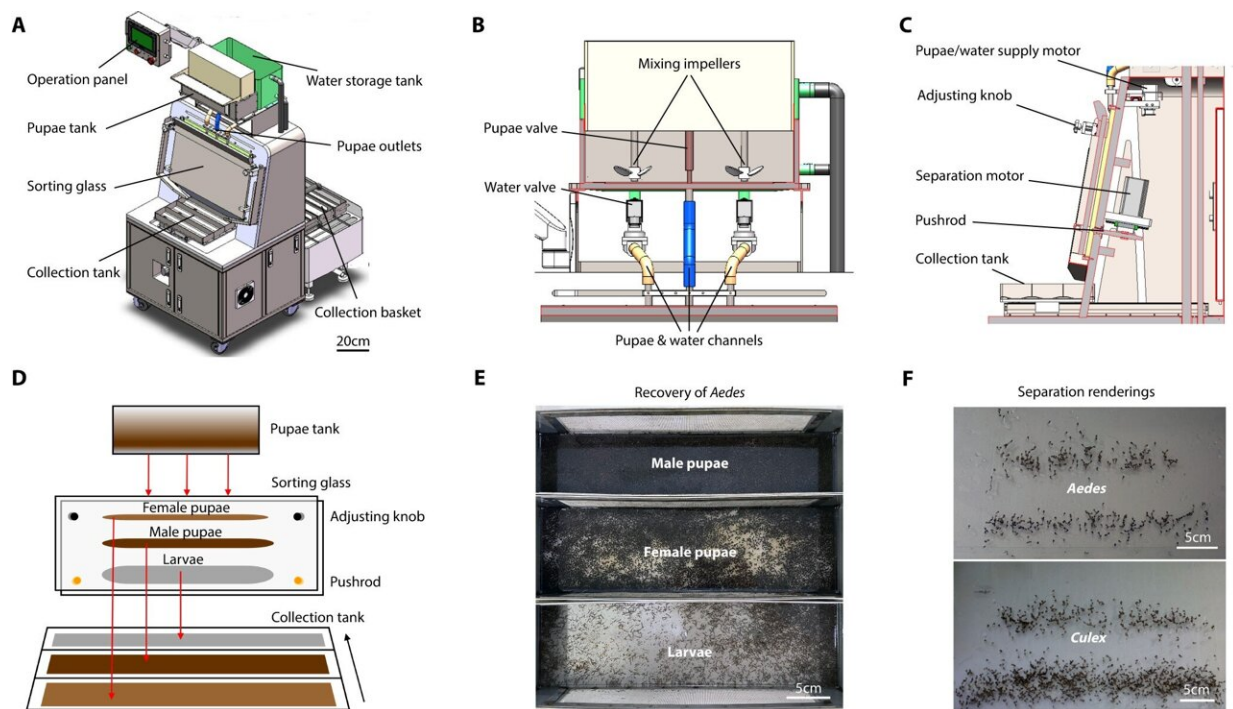 A
Operation panel
Water storage tank
Pupae tank
Pupae outlets
Sorting glass
Collection tank
Collection basket
20cm
B
Mixing impellers
Pupae valve
Water valve
Pupae & water channels
C
Pupae/water supply motor
Adjusting knob
Separation motor
Pushrod
Collection tank
D
Pupae tank
Sorting glass
Female pupae
Adjusting knob
Male pupae
Larvae
Pushrod
Collection tank
E
Recovery of Aedes
Male pupae
Female pupae
Larvae
5cm
F
Separation renderings
Aedes
5cm
Culex
5cm